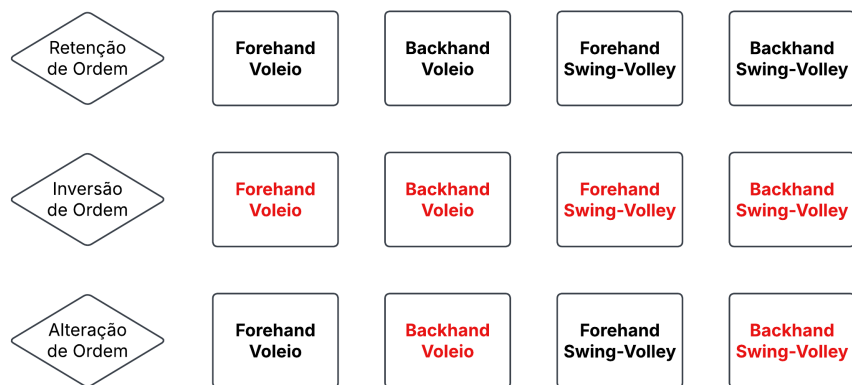 Retenção
de Ordem
Forehand
Voleio
Backhand
Voleio
Forehand
Swing-Volley
Backhand
Swing-Volley
Inversão
de Ordem
Forehand
Voleio
Backhand
Voleio
Forehand
Swing-Volley
Backhand
Swing-Volley
Alteração
de Ordem
Forehand
Voleio
Backhand
Voleio
Forehand
Swing-Volley
Backhand
Swing-Volley